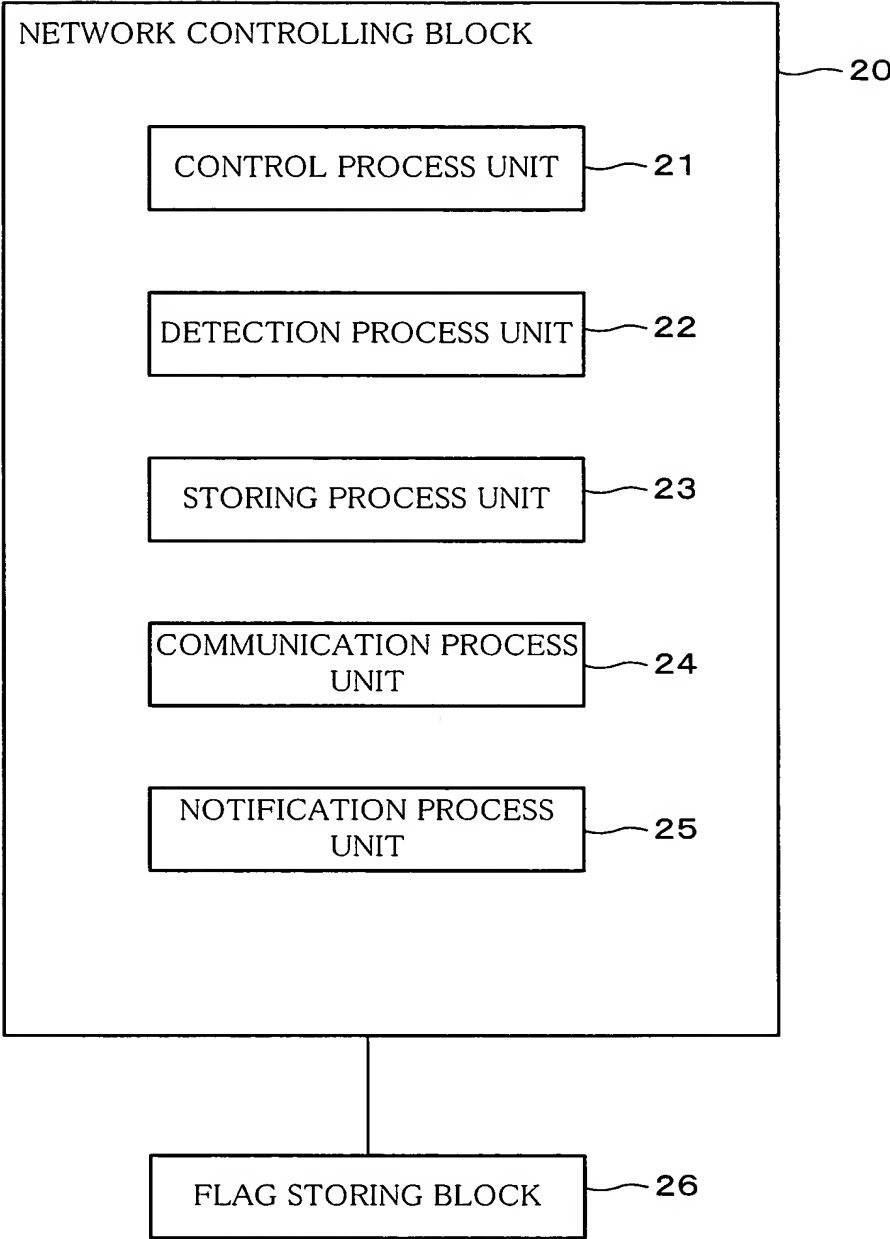 NETWORK CONTROLLING BLOCK
20
CONTROL PROCESS UNIT
21
DETECTION PROCESS UNIT
22
STORING PROCESS UNIT
23
COMMUNICATION PROCESS
UNIT
24
NOTIFICATION PROCESS
UNIT
25
FLAG STORING BLOCK
26